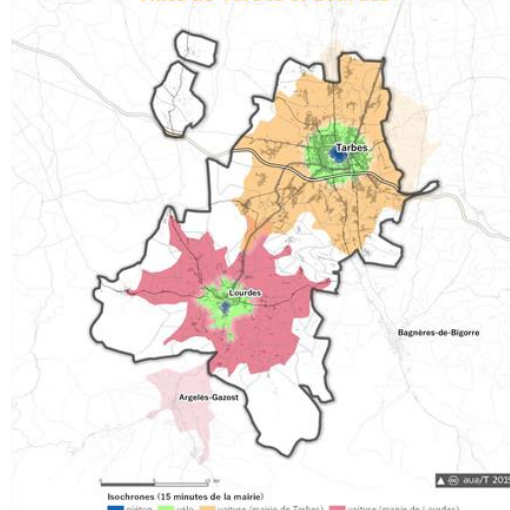 Tarbes
Lourdes
Bagnères-de-Bigorre
Argelès-Gazost
aua/T 2015
Isochrones (15 minutes de la mairie)
piéton vélo voiture (mairie de Tarbes) voiture (mairie de Lourdes)